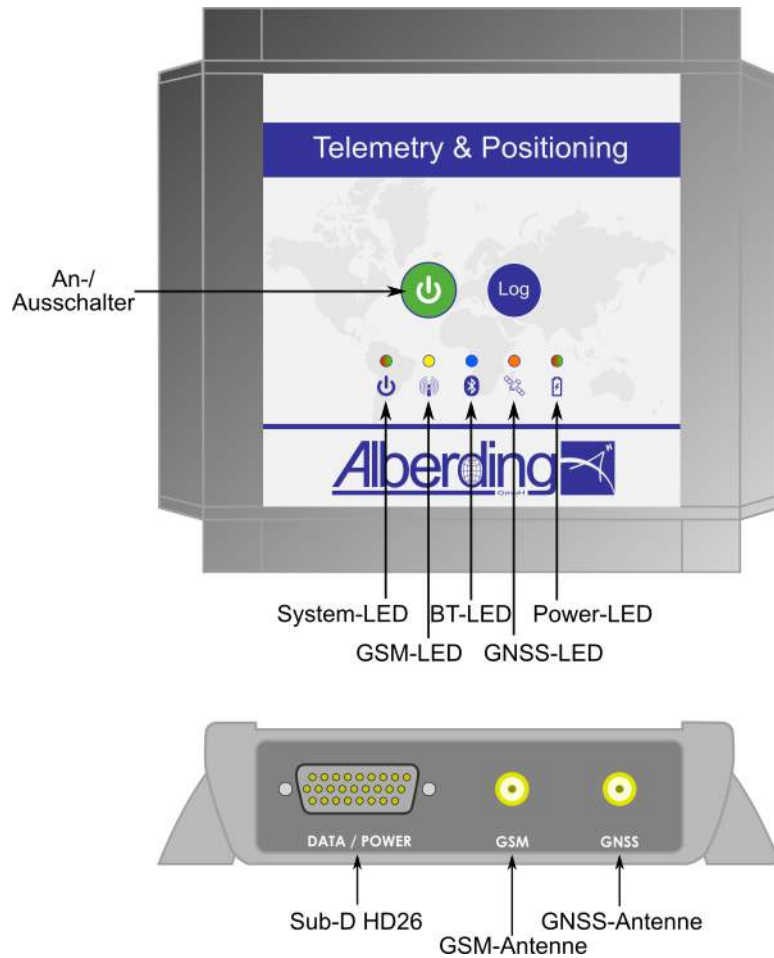 Telemetry & Positioning
An-/
Ausschalter
Log
Alberding
GmbH
System-LED
BT-LED
Power-LED
GSM-LED
GNSS-LED
DATA / POWER
GSM
GNSS
Sub-D HD26
GNSS-Antenne
GSM-Antenne